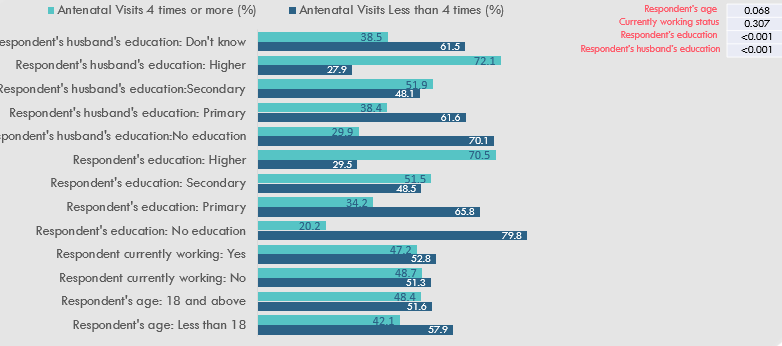 Antenatal Visits 4 times or more (%) Antenatal Visits Less than 4 times (%)
Respondent's age 0.068
Currently working status 0.307
Respondent's education <0.001
Respondent's husband's education <0.001
espondent's husband's education: Don't know 38.5
61.5
Respondent's husband's education: Higher 72.1
27.9
Respondent's husband's education:Secondary 51.9
48.1
Respondent's husband's education: Primary 38.4
61.6
spondent's husband's education:No education 29.9
70.1
Respondent's education: Higher 70.5
29.5
Respondent's education: Secondary 51.5
48.5
Respondent's education: Primary 34.2
65.8
Respondent's education: No education 20.2
79.8
Respondent currently working: Yes 47.2
52.8
Respondent currently working: No 48.7
51.3
Respondent's age: 18 and above 48.4
51.6
Respondent's age: Less than 18 42.1
57.9